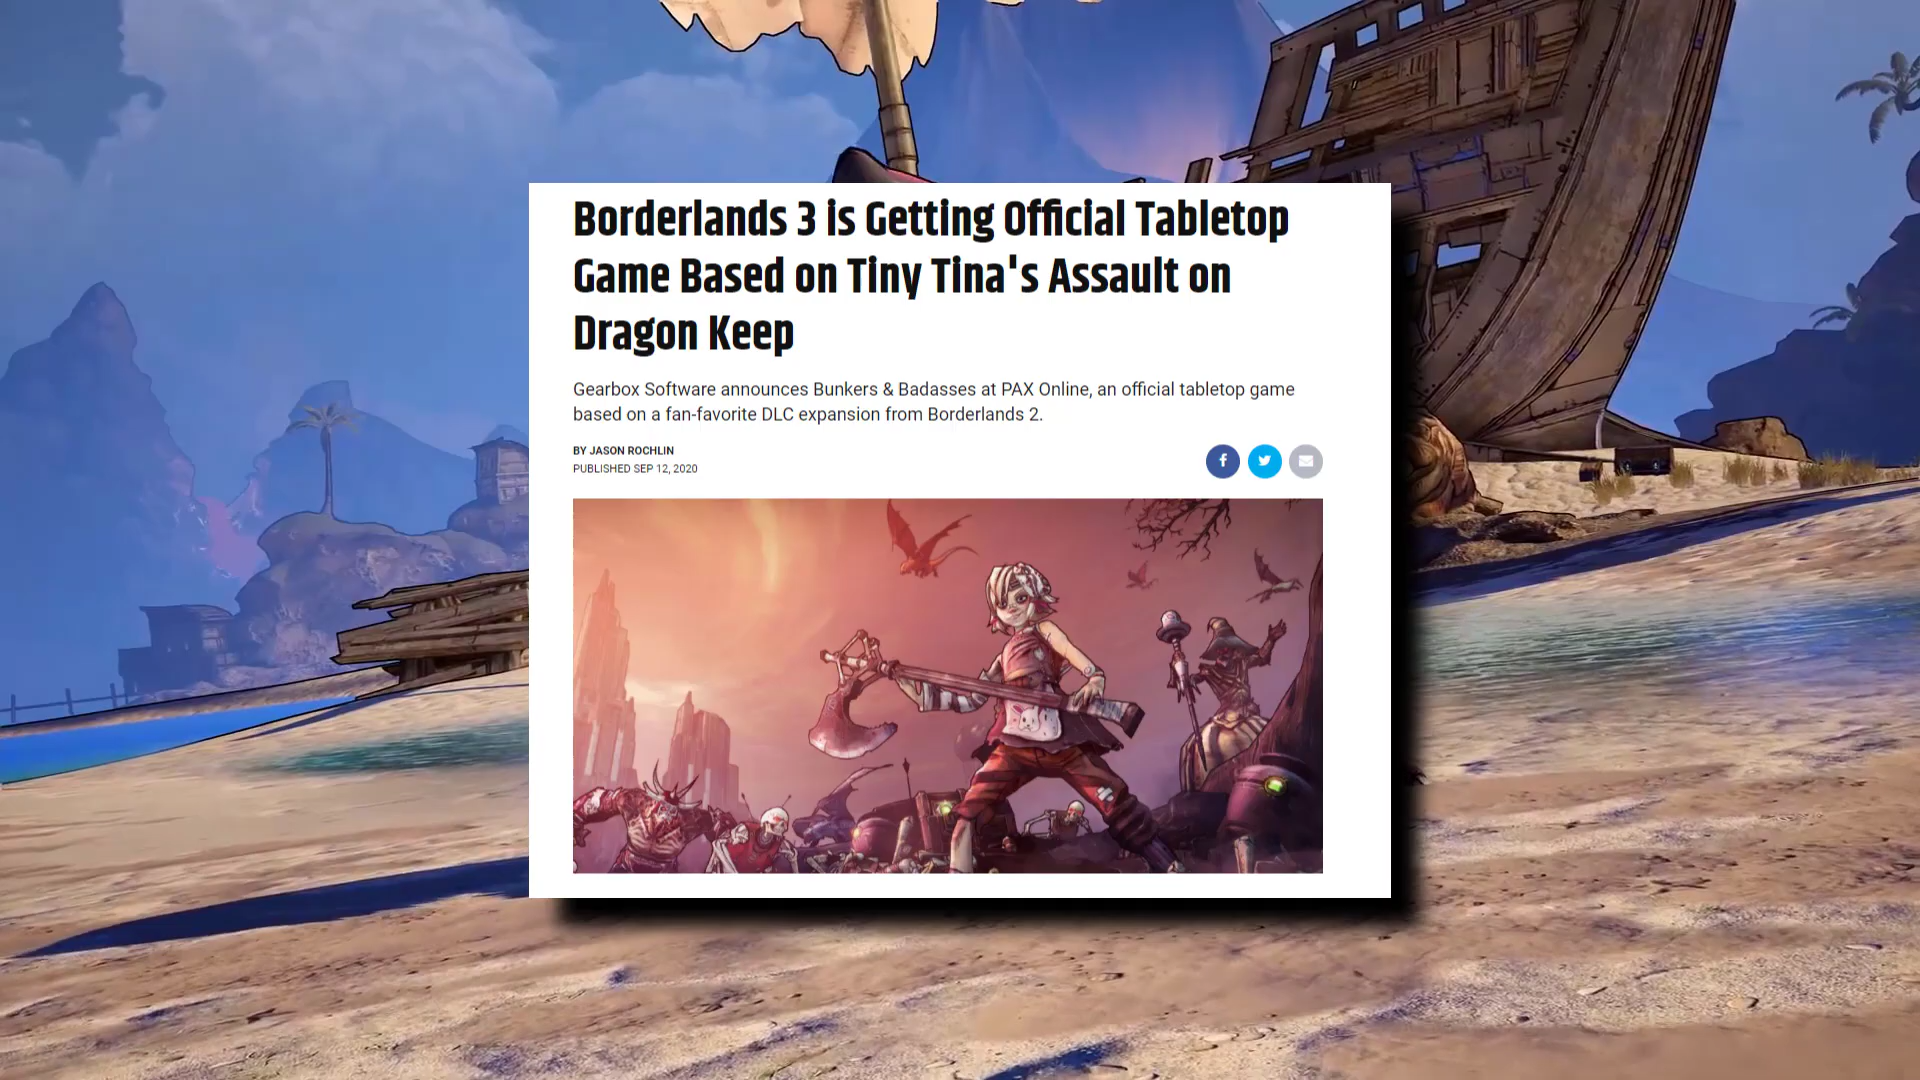 Borderlands 3 is Getting Official Tabletop
Game Based on Tiny Tina's Assault on
Dragon Keep
Gearbox Software announces Bunkers & Badasses at PAX Online, an official tabletop game
based on a fan-favorite DLC expansion from Borderlands 2.
BY JASON ROCHLIN
PUBLISHED SEP 12, 2020